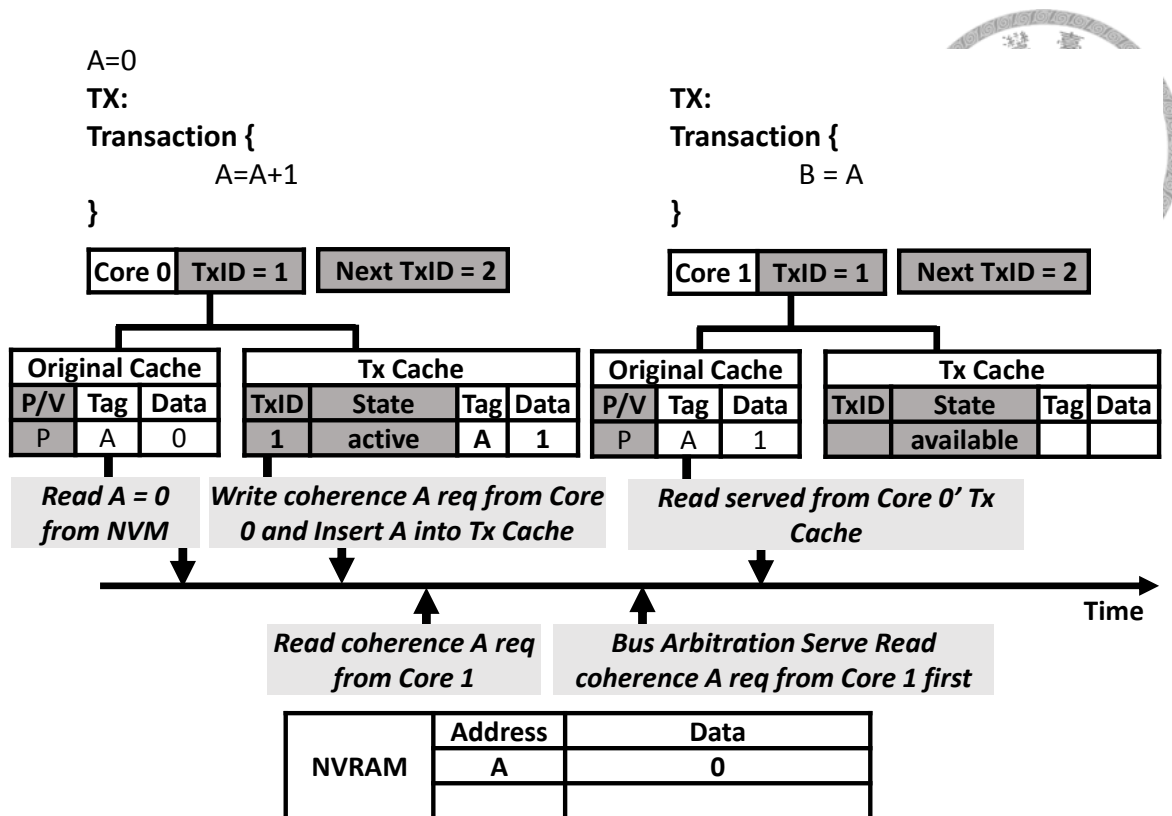 A=0
TX:
Transaction {
A=A+1
}
TX:
Transaction {
B = A
}
Core 0 TxID = 1 Next TxID = 2
Core 1 TxID = 1 Next TxID = 2
Original Cache
P/V Tag Data
P A 0
Tx Cache
TxID State Tag Data
1 active A 1
Original Cache
P/V Tag Data
P A 1
Tx Cache
TxID State Tag Data
available
Read A = 0
from NVM
Write coherence A req from Core
0 and Insert A into Tx Cache
Read served from Core 0' Tx
Cache
Time
Read coherence A req
from Core 1
Bus Arbitration Serve Read
coherence A req from Core 1 first
NVRAM
Address Data
A 0